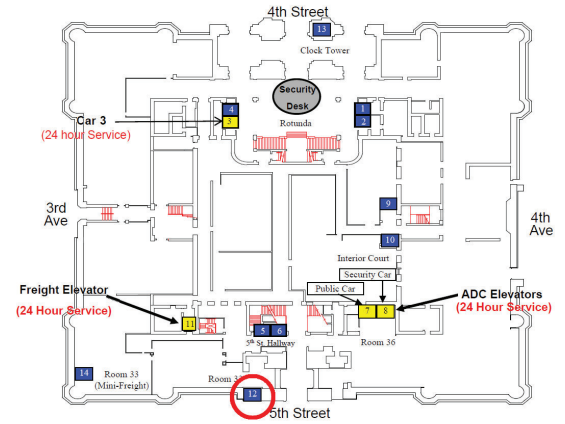 4th Street
13
Clock Tower
Security
Desk
Rotunda
4
3
1
2
Car 3
(24 hour Service)
9
3rd
Ave
4th
Ave
10
Interior Court
Security Car
Public Car
Freight Elevator
(24 Hour Service)
ADC Elevators
(24 Hour Service)
7
8
11
5
6
5th St. Hallway
Room 36
14
Room 33
(Mini-Freight)
Room
12
5th Street